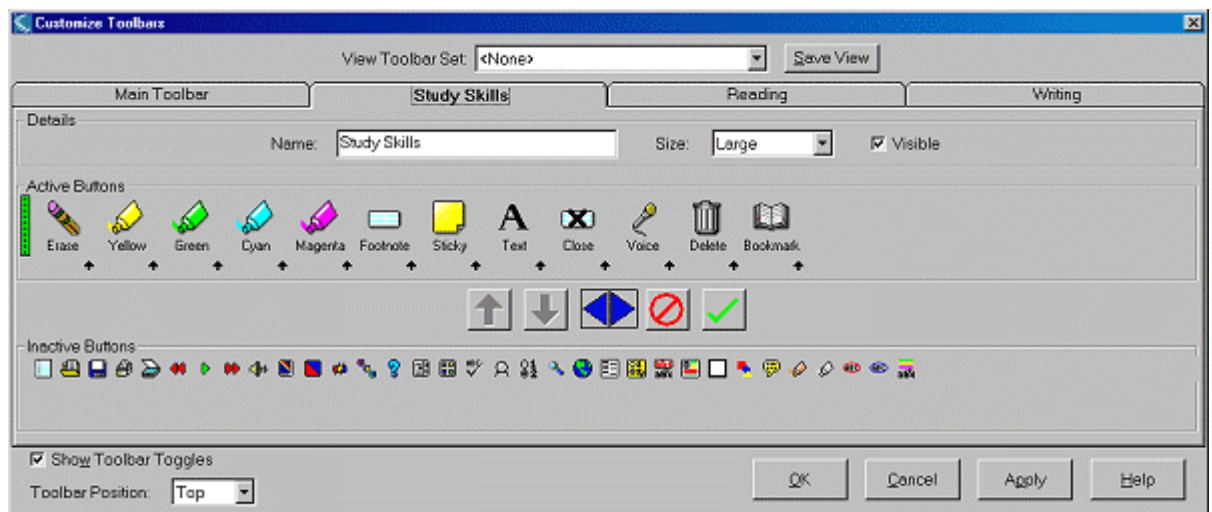 Customize Toolbars
View Toolbar Set: <None> Save View
Main Toolbar Study Skills Reading Writing
Details
Name: Study Skills Size: Large Visible
Active Buttons
Erase Yellow Green Cyan Magenta Footnote Sticky Text Close Voice Delete Bookmark
Inactive Buttons
Show Toolbar Toggles
Toolbar Position: Top OK Cancel Apply Help